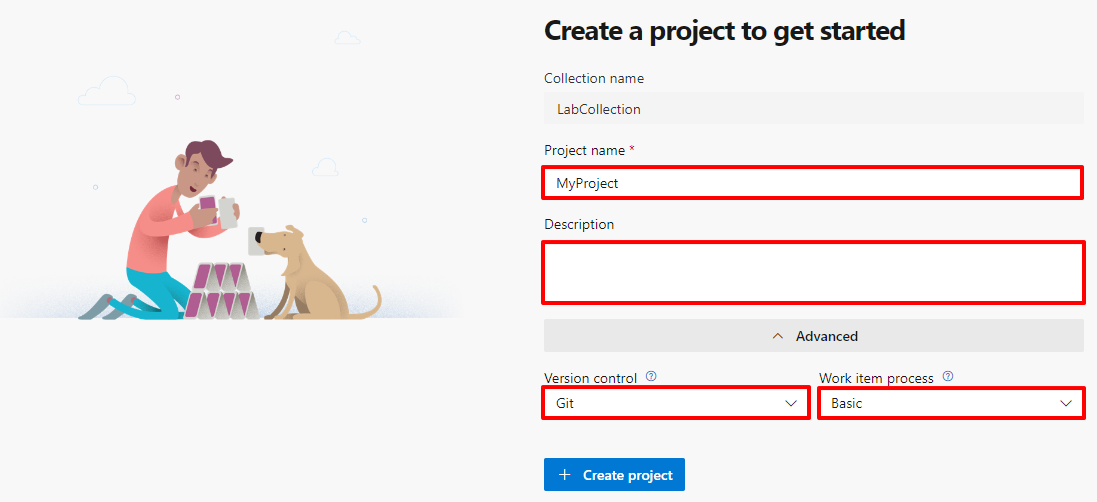 Create a project to get started
Collection name
LabCollection
Project name *
MyProject
Description
Advanced
Version control
Work item process
Git
Basic
+ Create project